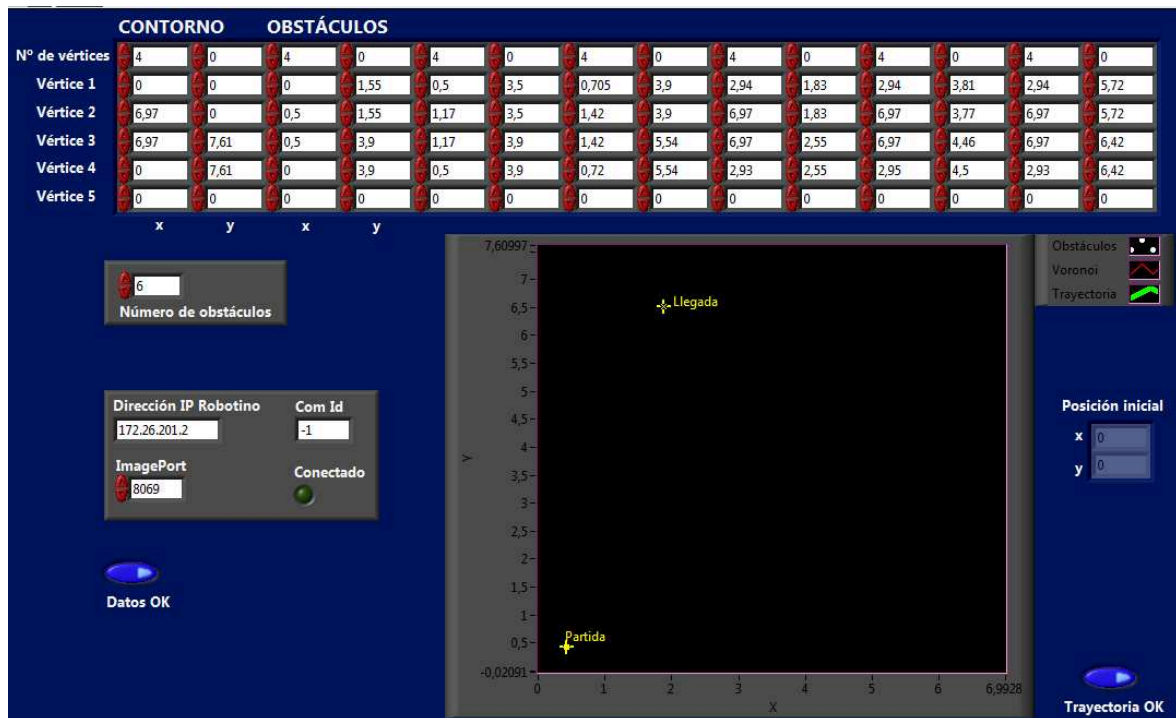 CONTORNO OBSTÁCULOS
Nº de vértices 4 0 4 0 4 0 4 0 4 0 4 0 4 0
Vértice 1 0 0 0 1,55 0,5 3,5 0,705 3,9 2,94 1,83 2,94 3,81 2,94 5,72
Vértice 2 6,97 0 0,5 1,55 1,17 3,5 1,42 3,9 6,97 1,83 6,97 3,77 6,97 5,72
Vértice 3 6,97 7,61 0,5 3,9 1,17 3,9 1,42 5,54 6,97 2,55 6,97 4,46 6,97 6,42
Vértice 4 0 7,61 0 3,9 0,5 3,9 0,72 5,54 2,93 2,55 2,95 4,5 2,93 6,42
Vértice 5 0 0 0 0 0 0 0 0 0 0 0 0 0 0
x y x y
6
Número de obstáculos
Dirección IP Robotino Com Id
172.26.201.2 -1
ImagePort Conectado
8069
Datos OK
7,60997
7
6,5
6
5,5
5
4,5
4
3,5
3
2,5
2
1,5
1
0,5
-0,02091
Y
Llegada
Partida
0 1 2 3 4 5 6 6,9928
X
Obstáculos
Voronoi
Trayectoria
Posición inicial
x 0
y 0
Trayectoria OK